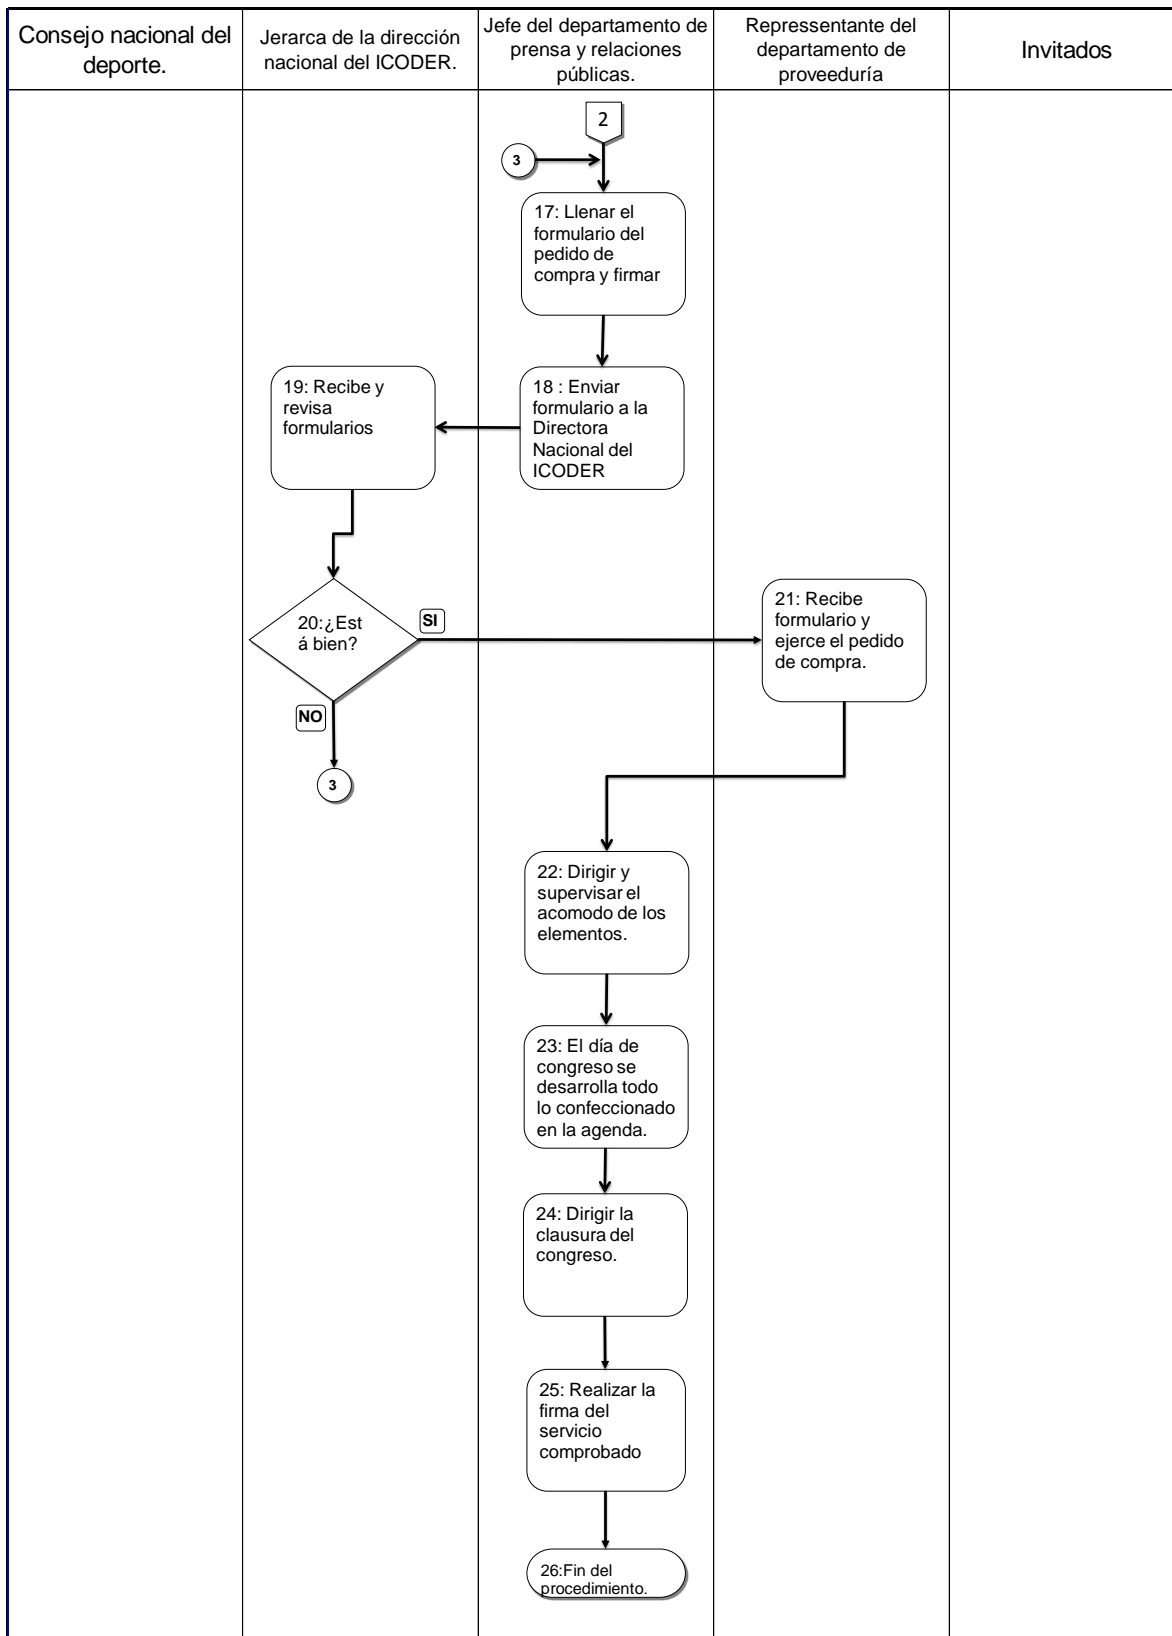 Consejo nacional del
deporte.
Jerarca de la dirección
nacional del ICODER.
Jefe del departamento de
prensa y relaciones
públicas.
Repressentante del
departamento de
proveeduría
Invitados
2
3
17: Llenar el
formulario del
pedido de
compra y firmar
19: Recibe y
revisa
formularios
18 : Enviar
formulario a la
Directora
Nacional del
ICODER
20:¿Est
á bien?
SI
21: Recibe
formulario y
ejerce el pedido
de compra.
NO
3
22: Dirigir y
supervisar el
acomodo de los
elementos.
23: El día de
congreso se
desarrolla todo
lo confeccionado
en la agenda.
24: Dirigir la
clausura del
congreso.
25: Realizar la
firma del
servicio
comprobado
26:Fin del
procedimiento.